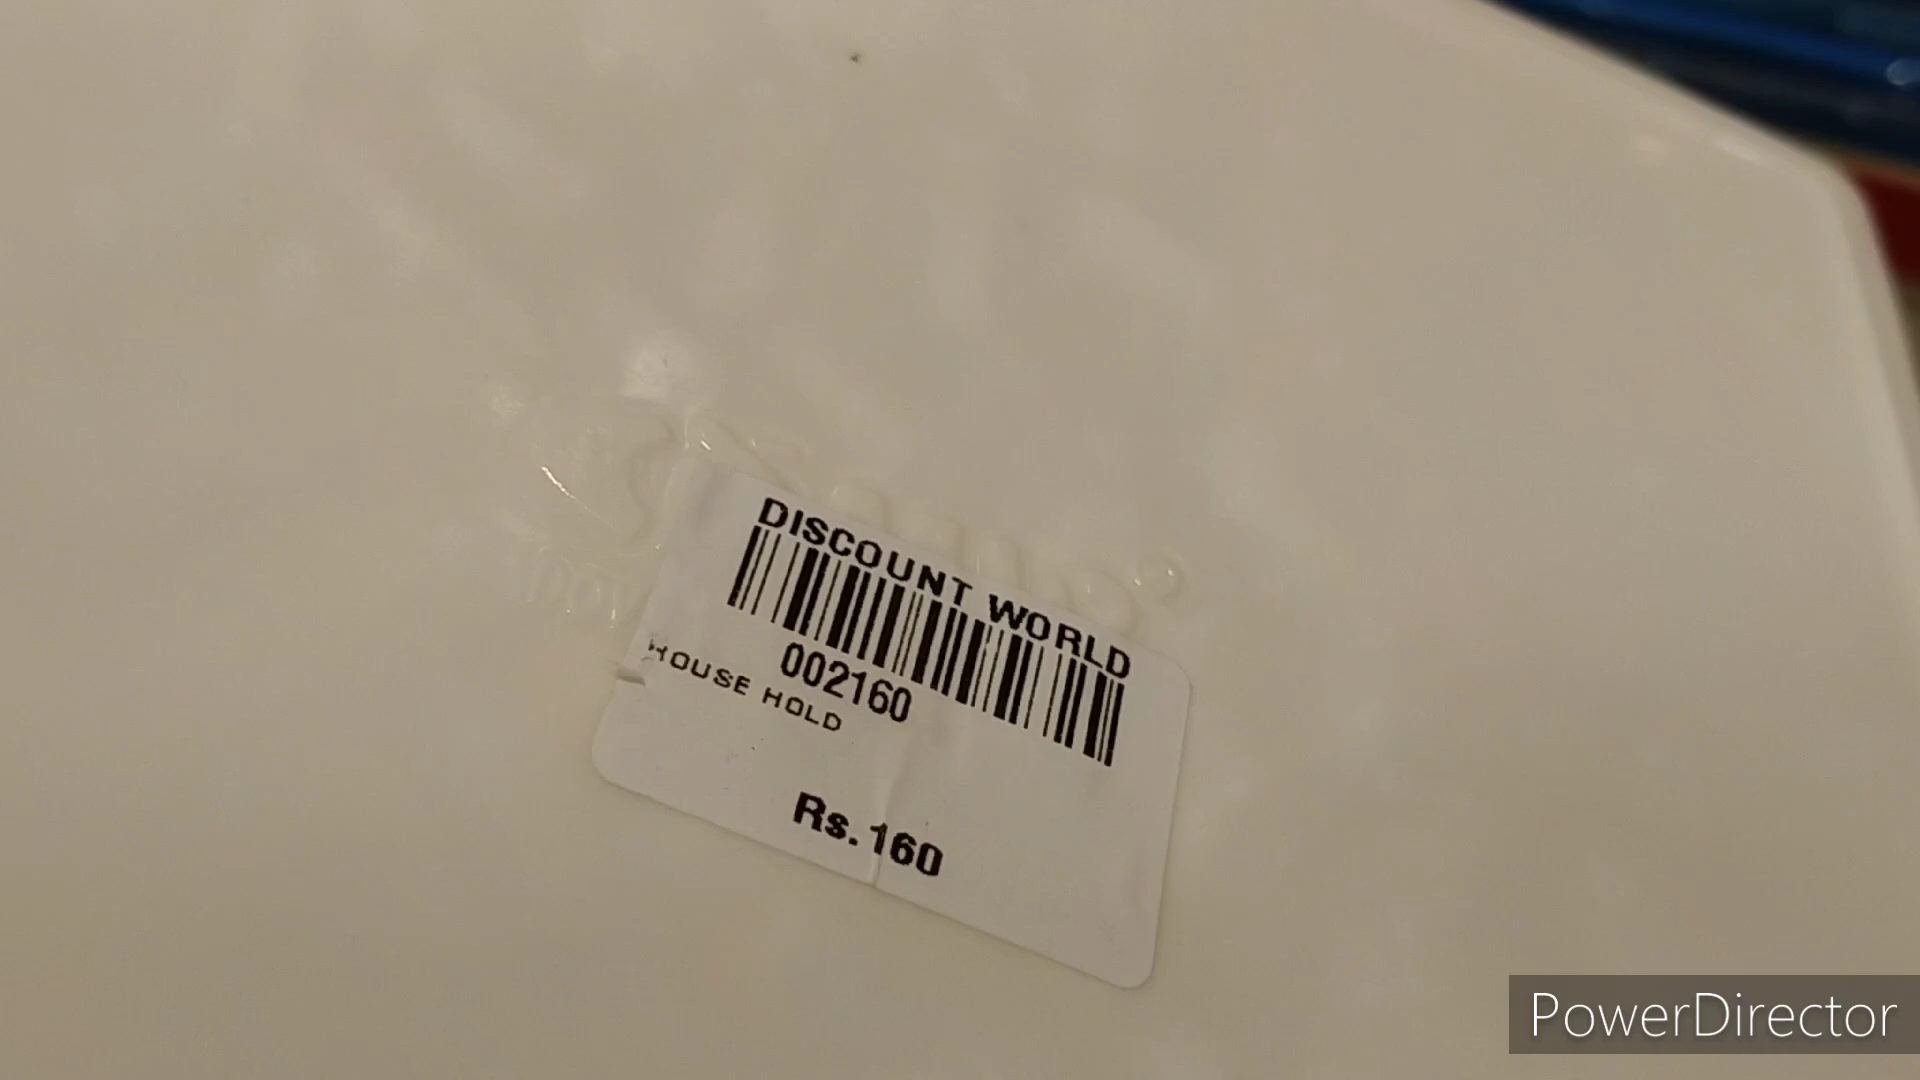 DISCOUNT WORLD
002160
HOUSE HOLD
Rs.160
PowerDirector